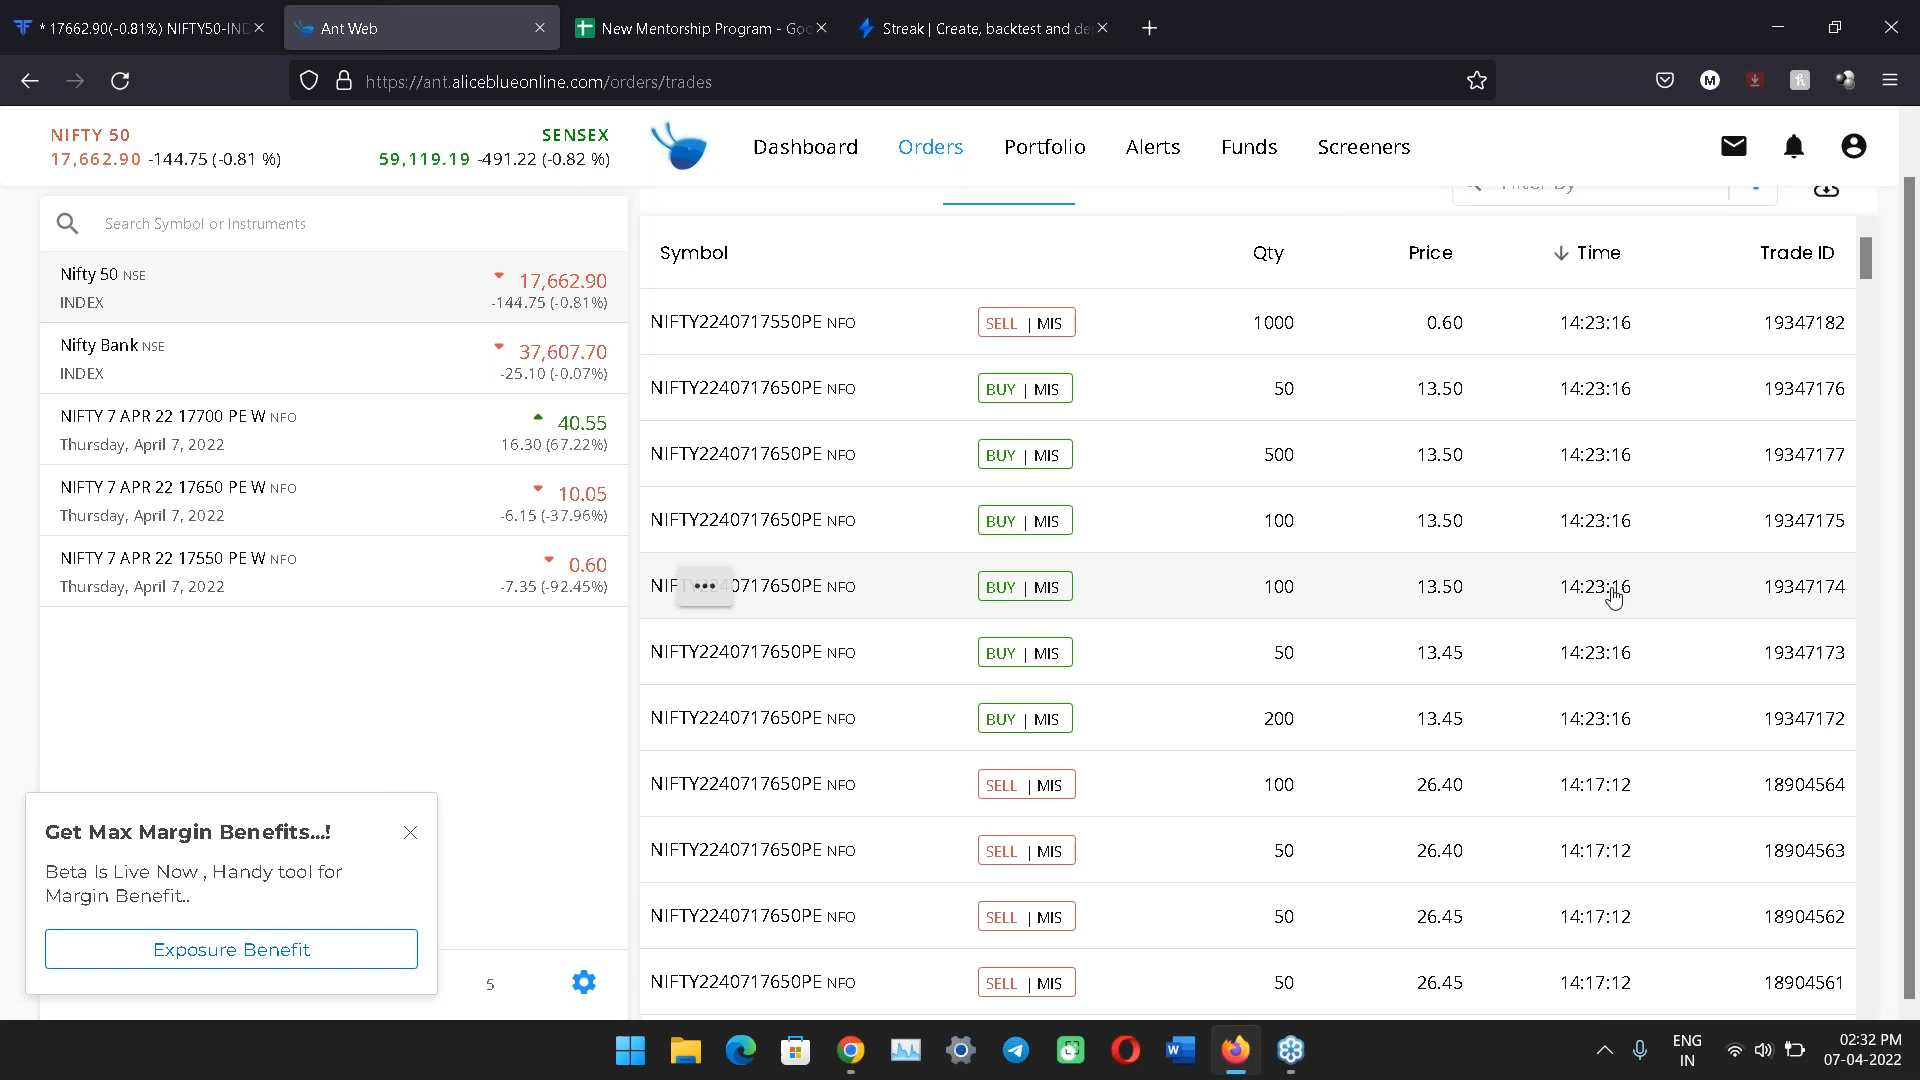 * 17662.90(-0.81%) NIFTY50-IND
Ant Web
New Mentorship Program - Goo
Streak | Create, backtest and de
https://ant.aliceblueonline.com/orders/trades
NIFTY 50
17,662.90 -144.75 (-0.81 %)
SENSEX
59,119.19 -491.22 (-0.82 %)
Dashboard Orders Portfolio Alerts Funds Screeners
Filter By
Search Symbol or Instruments
Nifty 50 NSE 17,662.90
INDEX -144.75 (-0.81%)
Nifty Bank NSE 37,607.70
INDEX -25.10 (-0.07%)
NIFTY 7 APR 22 17700 PE W NFO 40.55
Thursday, April 7, 2022 16.30 (67.22%)
NIFTY 7 APR 22 17650 PE W NFO 10.05
Thursday, April 7, 2022 -6.15 (-37.96%)
NIFTY 7 APR 22 17550 PE W NFO 0.60
Thursday, April 7, 2022 -7.35 (-92.45%)
Get Max Margin Benefits...!
Beta Is Live Now , Handy tool for
Margin Benefit..
Exposure Benefit
5
Symbol Qty Price Time Trade ID
NIFTY2240717550PE NFO SELL | MIS 1000 0.60 14:23:16 19347182
NIFTY2240717650PE NFO BUY | MIS 50 13.50 14:23:16 19347176
NIFTY2240717650PE NFO BUY | MIS 500 13.50 14:23:16 19347177
NIFTY2240717650PE NFO BUY | MIS 100 13.50 14:23:16 19347175
NIFTY2240717650PE NFO BUY | MIS 100 13.50 14:23:16 19347174
NIFTY2240717650PE NFO BUY | MIS 50 13.45 14:23:16 19347173
NIFTY2240717650PE NFO BUY | MIS 200 13.45 14:23:16 19347172
NIFTY2240717650PE NFO SELL | MIS 100 26.40 14:17:12 18904564
NIFTY2240717650PE NFO SELL | MIS 50 26.40 14:17:12 18904563
NIFTY2240717650PE NFO SELL | MIS 50 26.45 14:17:12 18904562
NIFTY2240717650PE NFO SELL | MIS 50 26.45 14:17:12 18904561
ENG
IN
02:32 PM
07-04-2022